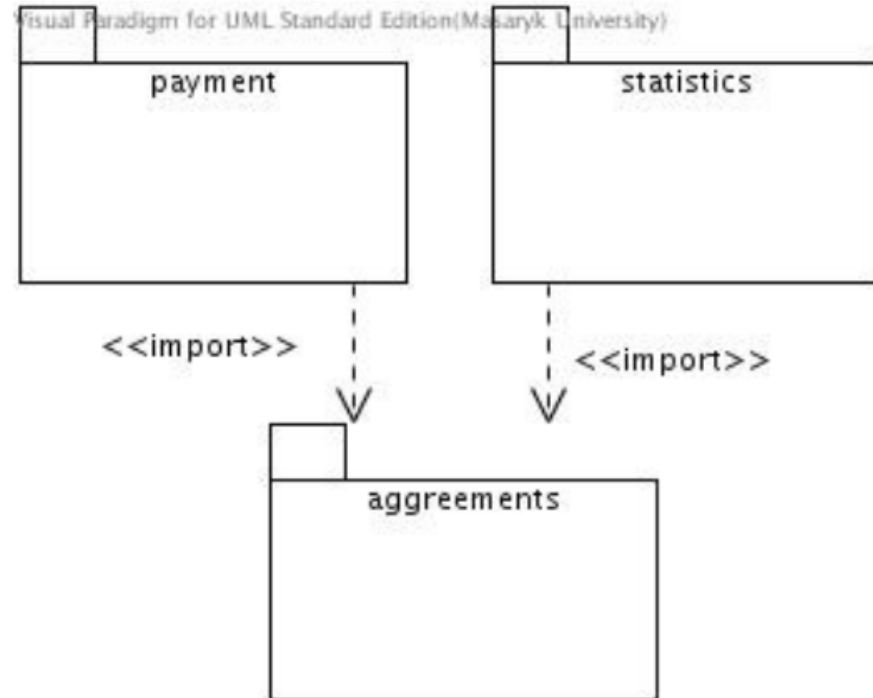 Visual Paradigm for UML Standard Edition(Masaryk University)
payment
statistics
<<import>>
<<import>>
aggreements